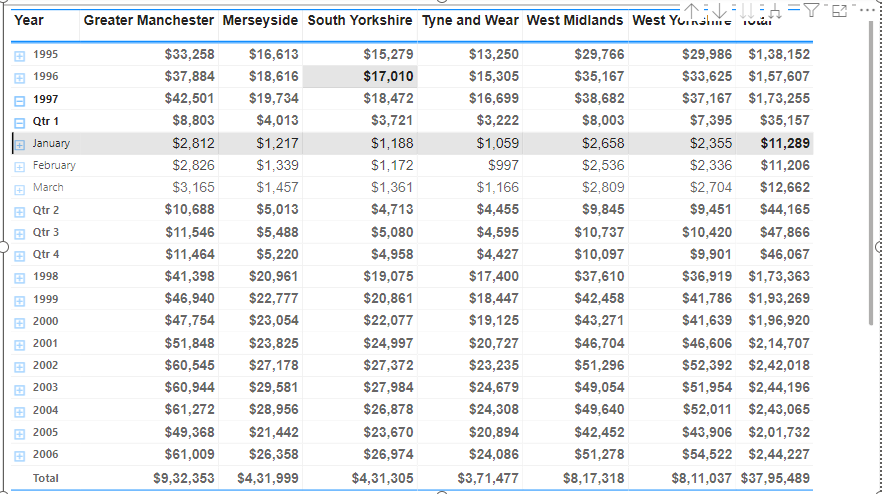 Year Greater Manchester Merseyside South Yorkshire Tyne and Wear West Midlands West Yorkshire Total
1995 $33,258 $16,613 $15,279 $13,250 $29,766 $29,986 $1,38,152
1996 $37,884 $18,616 $17,010 $15,305 $35,167 $33,625 $1,57,607
1997 $42,501 $19,734 $18,472 $16,699 $38,682 $37,167 $1,73,255
Qtr 1 $8,803 $4,013 $3,721 $3,222 $8,003 $7,395 $35,157
January $2,812 $1,217 $1,188 $1,059 $2,658 $2,355 $11,289
February $2,826 $1,339 $1,172 $997 $2,536 $2,336 $11,206
March $3,165 $1,457 $1,361 $1,166 $2,809 $2,704 $12,662
Qtr 2 $10,688 $5,013 $4,713 $4,455 $9,845 $9,451 $44,165
Qtr 3 $11,546 $5,488 $5,080 $4,595 $10,737 $10,420 $47,866
Qtr 4 $11,464 $5,220 $4,958 $4,427 $10,097 $9,901 $46,067
1998 $41,398 $20,961 $19,075 $17,400 $37,610 $36,919 $1,73,363
1999 $46,940 $22,777 $20,861 $18,447 $42,458 $41,786 $1,93,269
2000 $47,754 $23,054 $22,077 $19,125 $43,271 $41,639 $1,96,920
2001 $51,848 $23,825 $24,997 $20,727 $46,704 $46,606 $2,14,707
2002 $60,545 $27,178 $27,372 $23,235 $51,296 $52,392 $2,42,018
2003 $60,944 $29,581 $27,984 $24,679 $49,054 $51,954 $2,44,196
2004 $61,272 $28,956 $26,878 $24,308 $49,640 $52,011 $2,43,065
2005 $49,368 $21,442 $23,670 $20,894 $42,452 $43,906 $2,01,732
2006 $61,009 $26,358 $26,974 $24,086 $51,278 $54,522 $2,44,227
Total $9,32,353 $4,31,999 $4,31,305 $3,71,477 $8,17,318 $8,11,037 $37,95,489